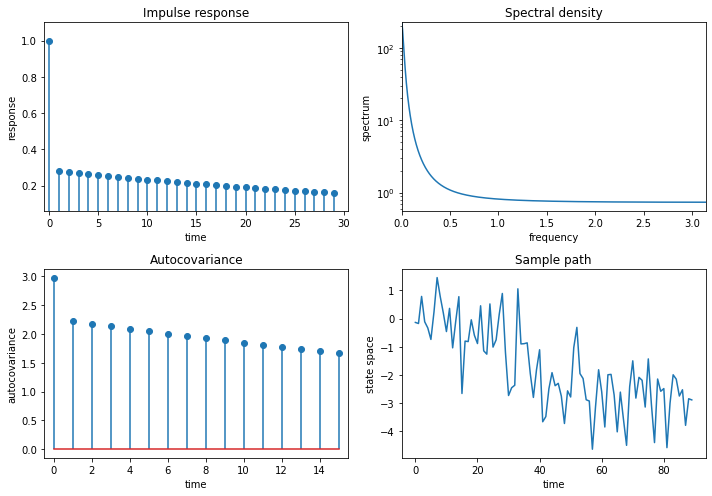 Impulse response
1.0
0.8
0.6
0.4
0.2
response
0 5 10 15 20 25 30
time
Spectral density
10²
10¹
10⁰
spectrum
0.0 0.5 1.0 1.5 2.0 2.5 3.0
frequency
Autocovariance
3.0
2.5
2.0
1.5
1.0
0.5
0.0
autocovariance
0 2 4 6 8 10 12 14
time
Sample path
1
0
−1
−2
−3
−4
state space
0 20 40 60 80
time